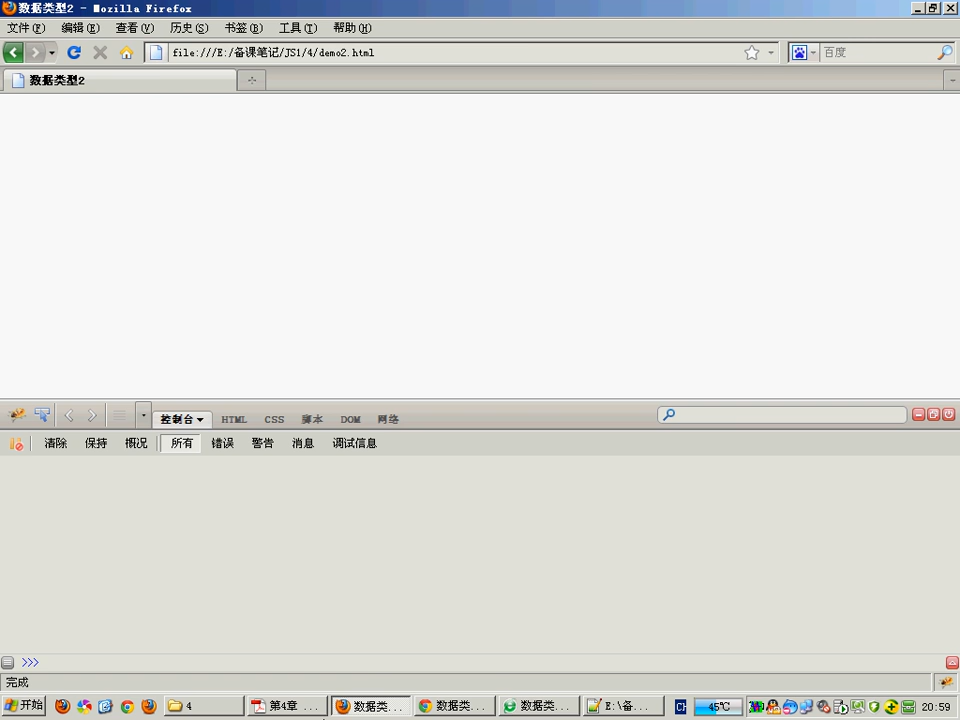 数据类型2 - Mozilla Firefox
文件(F) 编辑(E) 查看(V) 历史(S) 书签(B) 工具(T) 帮助(H)
file:///E:/备课笔记/JS1/4/demo2.html 百度
数据类型2
控制台 HTML CSS 脚本 DOM 网络
清除 保持 概况 所有 错误 警告 消息 调试信息
>>>
完成
开始 4 第4章 ... 数据类... 数据类... 数据类... E:\备... CH 45℃ 20:59